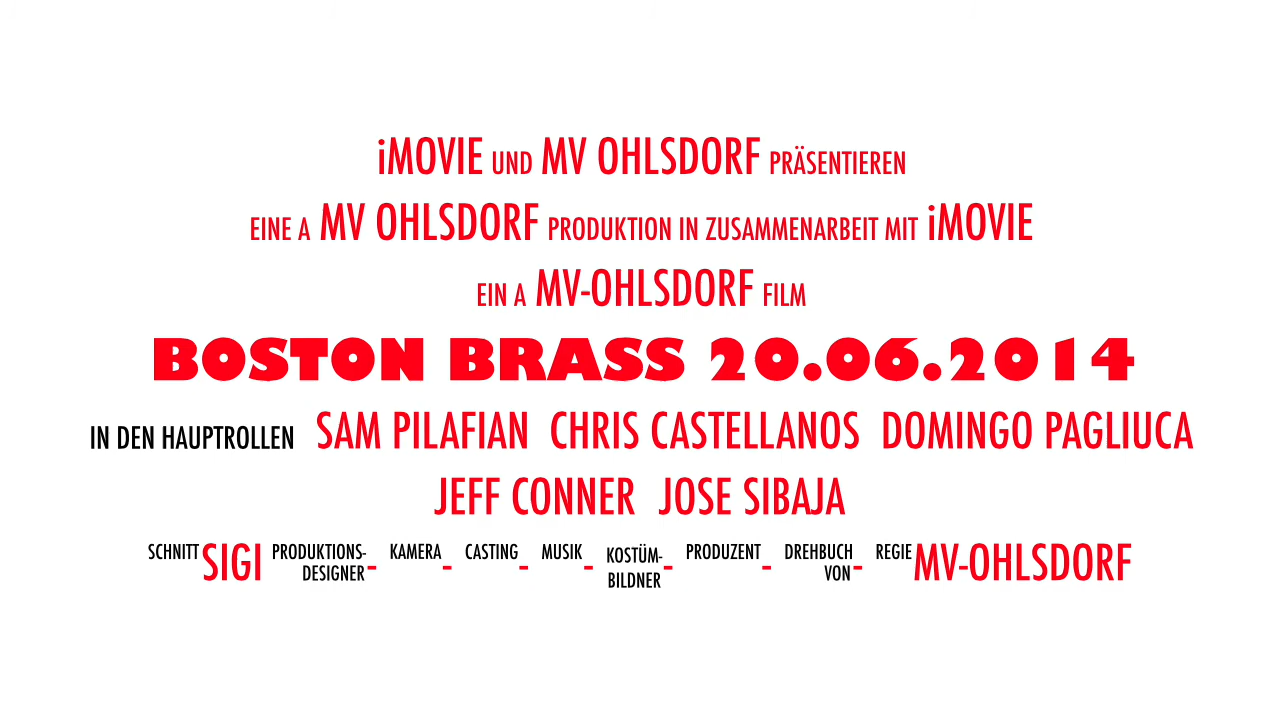 iMOVIE UND MV OHLSDORF PRÄSENTIEREN
EINE A MV OHLSDORF PRODUKTION IN ZUSAMMENARBEIT MIT iMOVIE
EIN A MV-OHLSDORF FILM
BOSTON BRASS 20.06.2014
IN DEN HAUPTROLLEN SAM PILAFIAN CHRIS CASTELLANOS DOMINGO PAGLIUCA
JEFF CONNER JOSE SIBAJA
SCHNITT SIGI PRODUKTIONS-DESIGNER - KAMERA - CASTING - MUSIK - KOSTÜM-BILDNER - PRODUZENT - DREHBUCH VON - REGIE MV-OHLSDORF